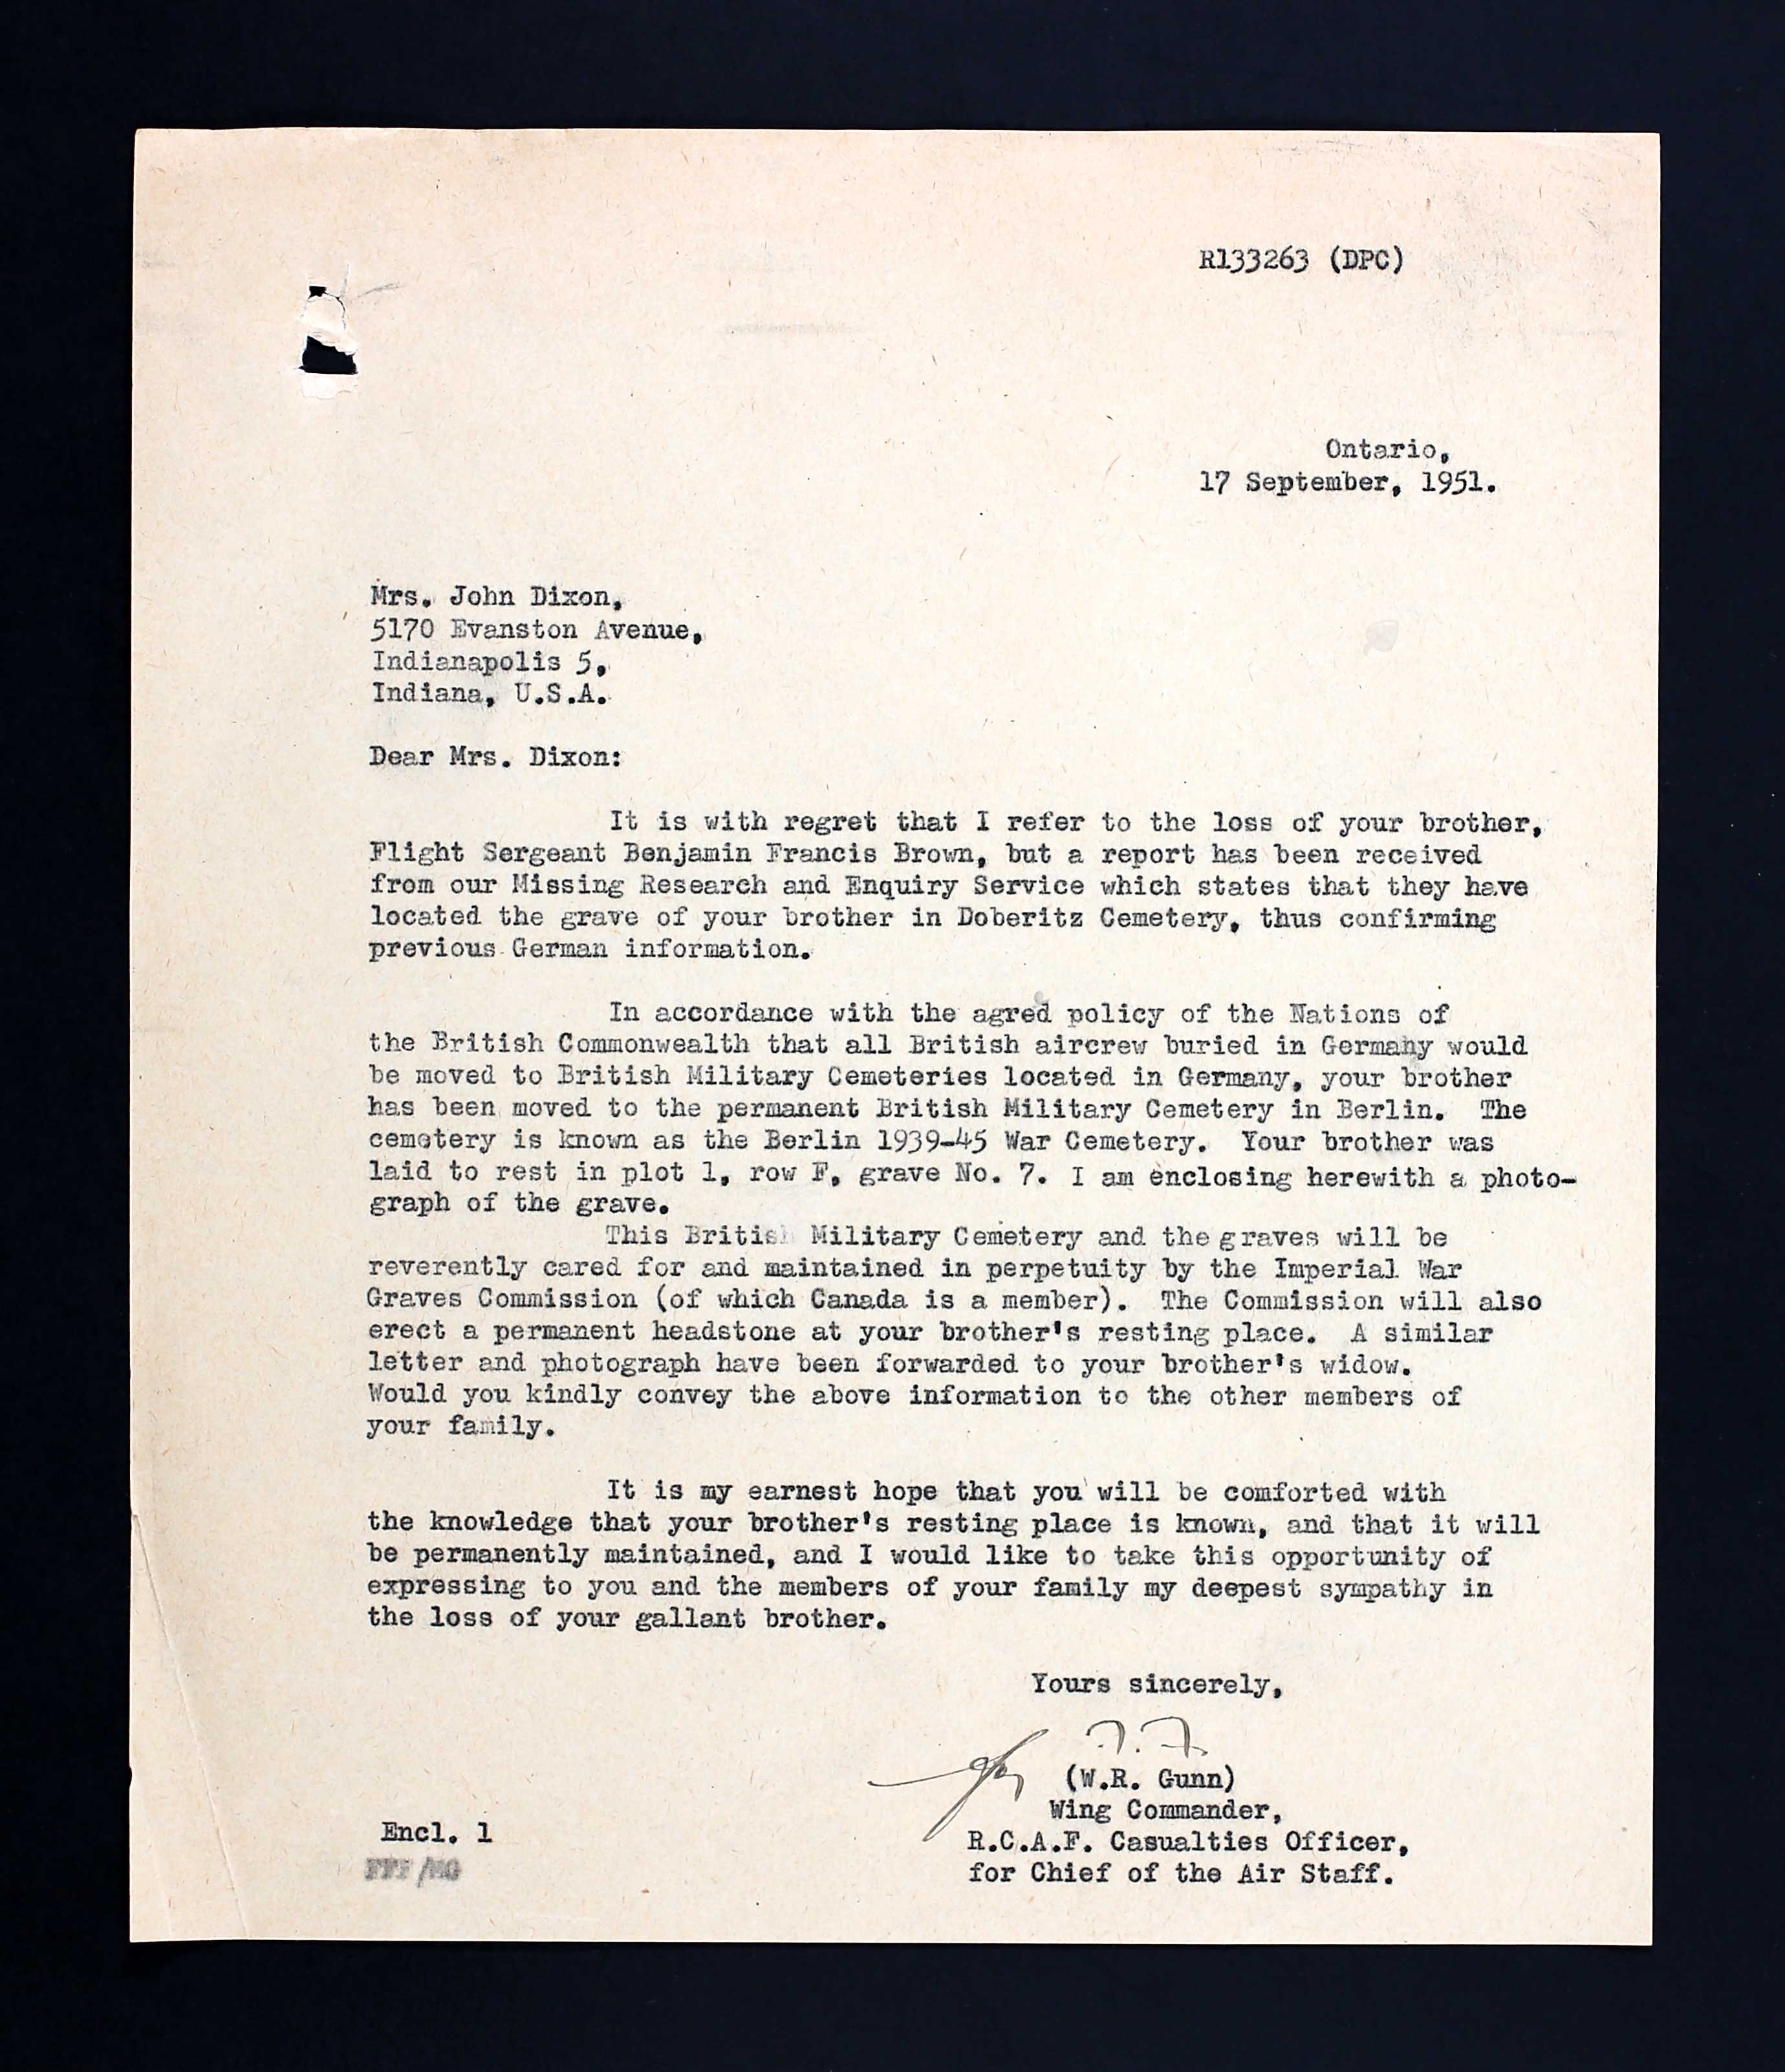 R133263 (DPC)
Ontario,
17 September, 1951.
Mrs. John Dixon,
5170 Evanston Avenue,
Indianapolis 5,
Indiana, U.S.A.
Dear Mrs. Dixon:
It is with regret that I refer to the loss of your brother,
Flight Sergeant Benjamin Francis Brown, but a report has been received
from our Missing Research and Enquiry Service which states that they have
located the grave of your brother in Doberitz Cemetery, thus confirming
previous German information.
In accordance with the agred policy of the Nations of
the British Commonwealth that all British aircrew buried in Germany would
be moved to British Military Cemeteries located in Germany, your brother
has been moved to the permanent British Military Cemetery in Berlin. The
cemetery is known as the Berlin 1939-45 War Cemetery. Your brother was
laid to rest in plot 1, row F, grave No. 7. I am enclosing herewith a photo-
graph of the grave.
This British Military Cemetery and the graves will be
reverently cared for and maintained in perpetuity by the Imperial War
Graves Commission (of which Canada is a member). The Commission will also
erect a permanent headstone at your brother's resting place. A similar
letter and photograph have been forwarded to your brother's widow.
Would you kindly convey the above information to the other members of
your family.
It is my earnest hope that you will be comforted with
the knowledge that your brother's resting place is known, and that it will
be permanently maintained, and I would like to take this opportunity of
expressing to you and the members of your family my deepest sympathy in
the loss of your gallant brother.
Yours sincerely,
(W.R. Gunn)
Wing Commander,
R.C.A.F. Casualties Officer,
for Chief of the Air Staff.
Encl. 1